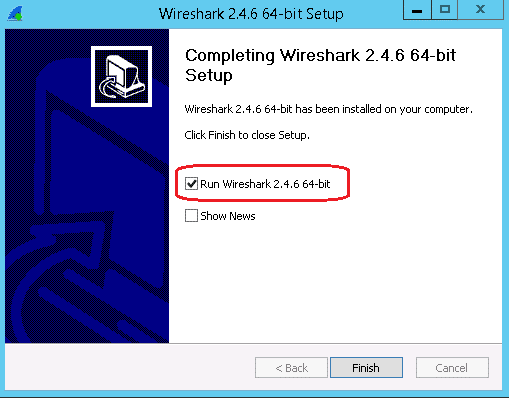 Wireshark 2.4.6 64-bit Setup
Completing Wireshark 2.4.6 64-bit
Setup
Wireshark 2.4.6 64-bit has been installed on your computer.
Click Finish to close Setup.
Run Wireshark 2.4.6 64-bit
Show News
< Back
Finish
Cancel